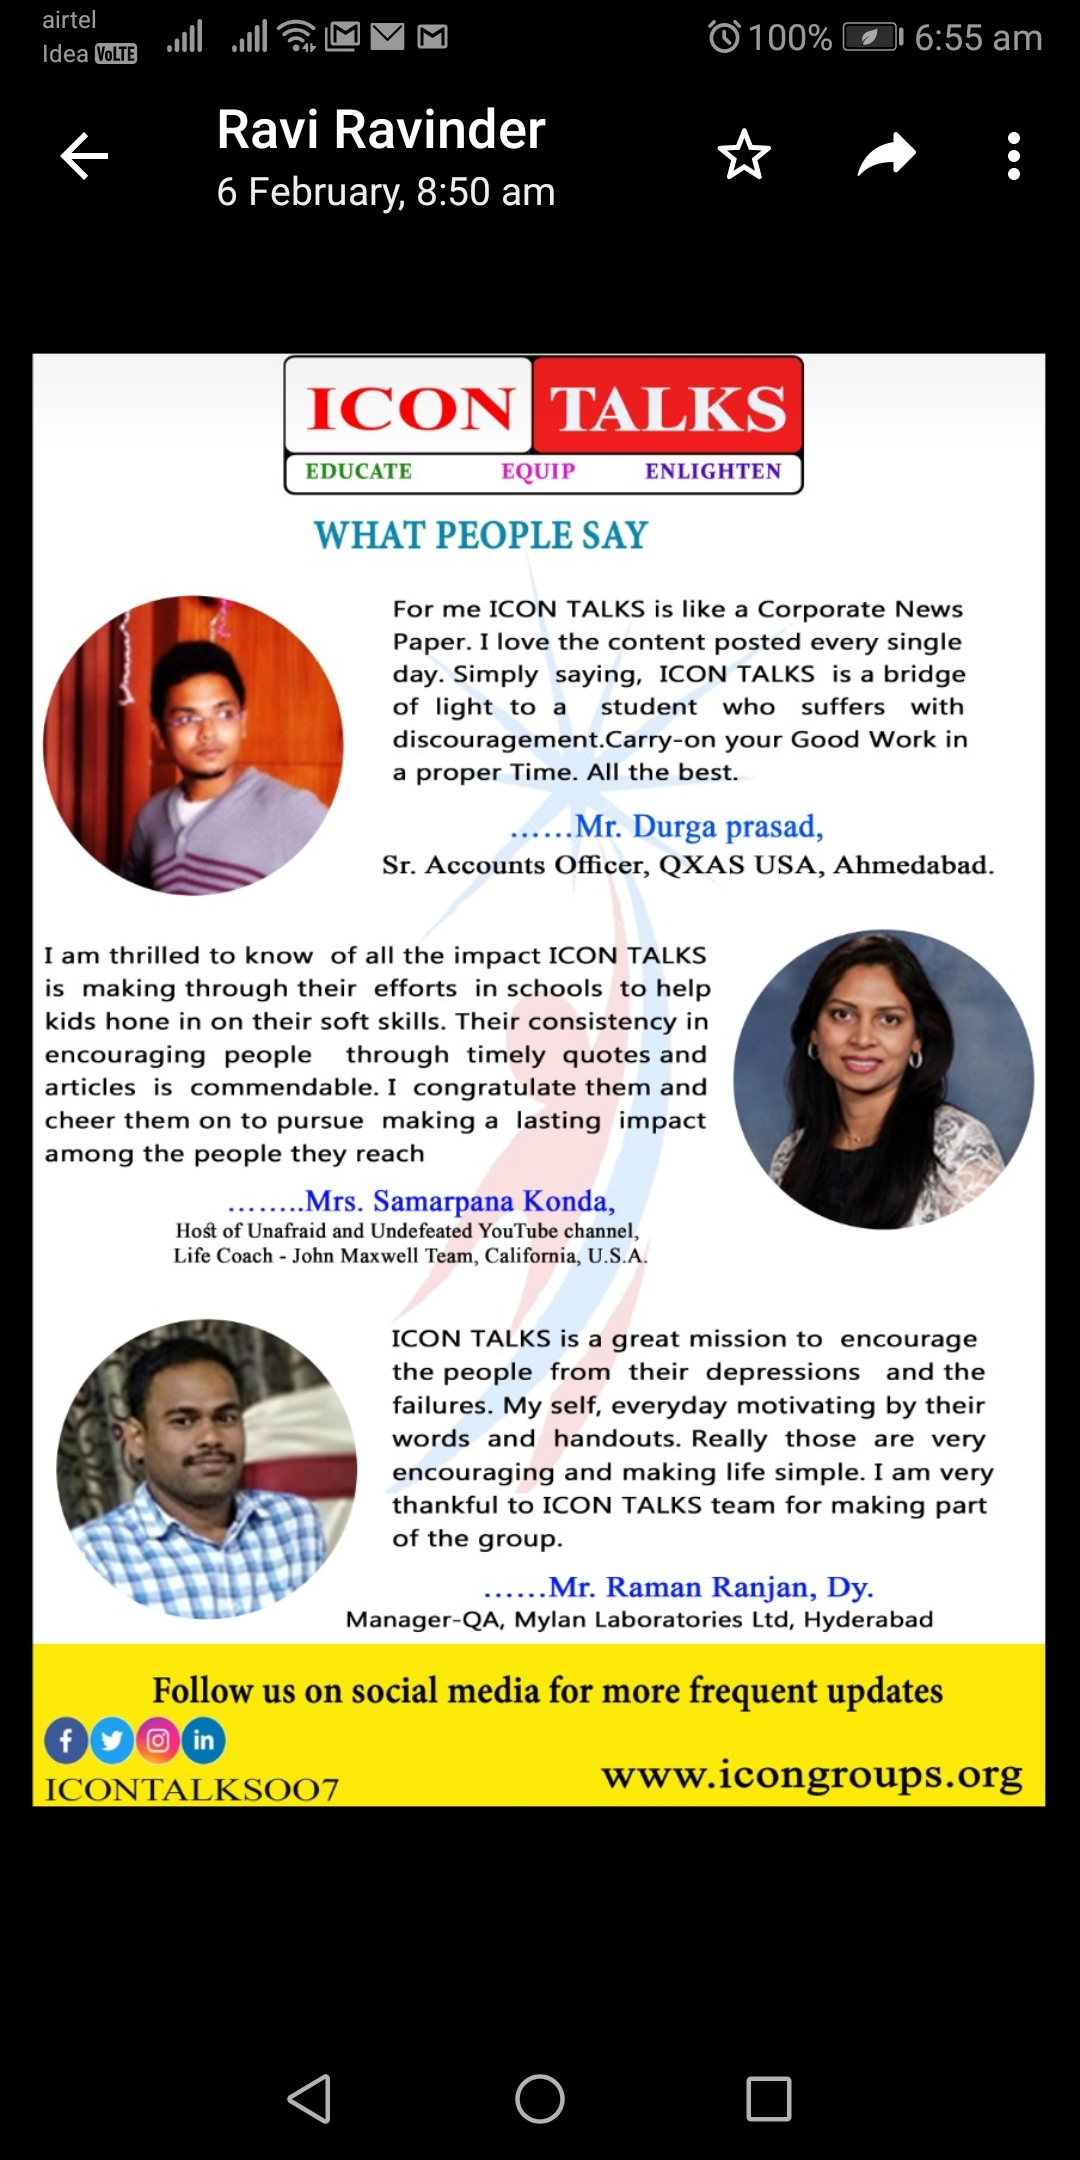 airtel
Idea VoLTE
100% 6:55 am
Ravi Ravinder
6 February, 8:50 am
ICON TALKS
EDUCATE EQUIP ENLIGHTEN
WHAT PEOPLE SAY
For me ICON TALKS is like a Corporate News
Paper. I love the content posted every single
day. Simply saying, ICON TALKS is a bridge
of light to a student who suffers with
discouragement.Carry-on your Good Work in
a proper Time. All the best.
......Mr. Durga prasad,
Sr. Accounts Officer, QXAS USA, Ahmedabad.
I am thrilled to know of all the impact ICON TALKS
is making through their efforts in schools to help
kids hone in on their soft skills. Their consistency in
encouraging people through timely quotes and
articles is commendable. I congratulate them and
cheer them on to pursue making a lasting impact
among the people they reach
........Mrs. Samarpana Konda,
Host of Unafraid and Undefeated YouTube channel,
Life Coach - John Maxwell Team, California, U.S.A.
ICON TALKS is a great mission to encourage
the people from their depressions and the
failures. My self, everyday motivating by their
words and handouts. Really those are very
encouraging and making life simple. I am very
thankful to ICON TALKS team for making part
of the group.
......Mr. Raman Ranjan, Dy.
Manager-QA, Mylan Laboratories Ltd, Hyderabad
Follow us on social media for more frequent updates
ICONTALKS007
www.icongroups.org